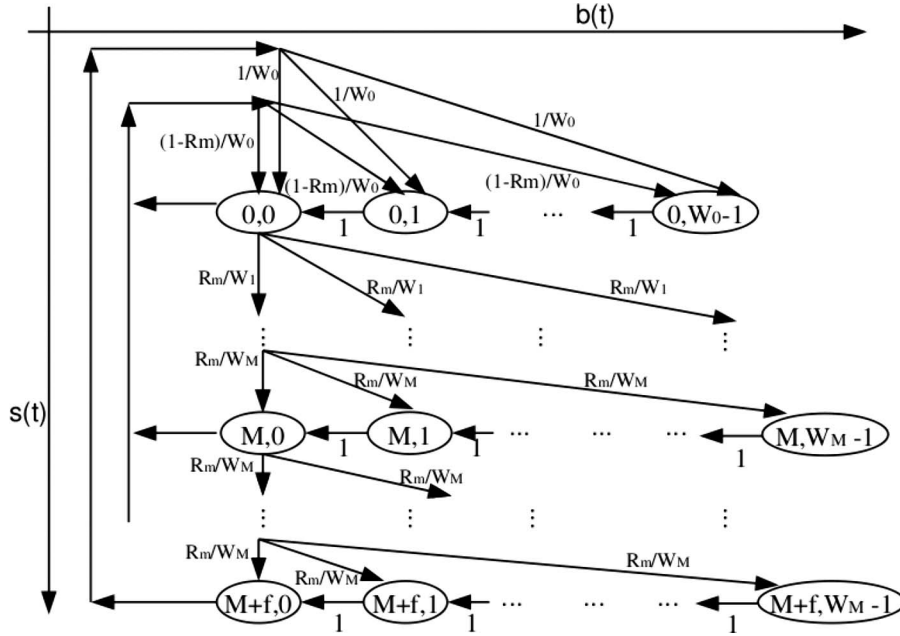 b(t)
1/W0
1/W0
1/W0
(1-Rm)/W0
(1-Rm)/W0
(1-Rm)/W0
0,0
0,1
...
0,W0-1
1
1
1
Rm/W1
Rm/W1
Rm/W1
Rm/WM
Rm/WM
Rm/WM
s(t)
M,0
M,1
...
...
...
M,WM-1
1
1
1
Rm/WM
Rm/WM
Rm/WM
Rm/WM
Rm/WM
M+f,0
M+f,1
...
...
...
M+f,WM-1
1
1
1